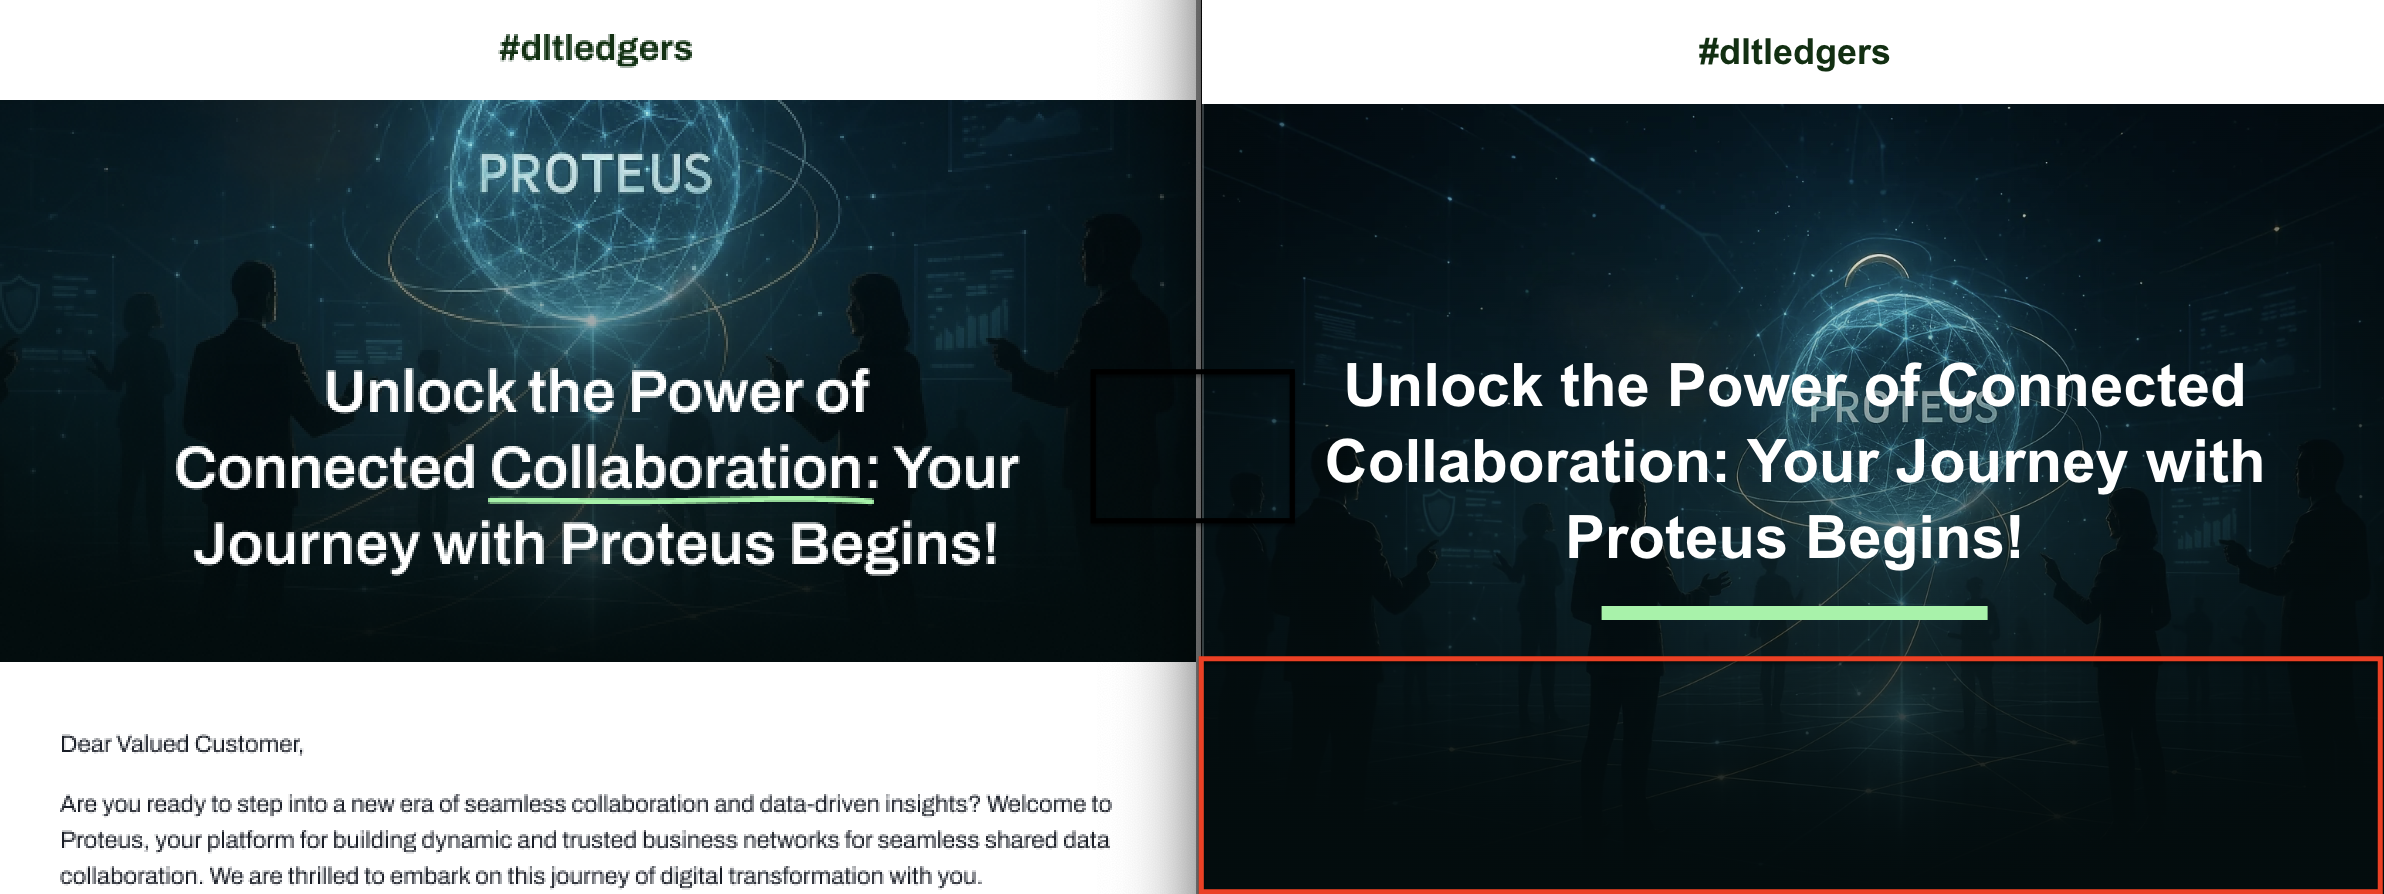 #dltledgers
PROTEUS
Unlock the Power of
Connected Collaboration: Your
Journey with Proteus Begins!
Dear Valued Customer,
Are you ready to step into a new era of seamless collaboration and data-driven insights? Welcome to
Proteus, your platform for building dynamic and trusted business networks for seamless shared data
collaboration. We are thrilled to embark on this journey of digital transformation with you.
#dltledgers
Unlock the Power of Connected
PROTEUS
Collaboration: Your Journey with
Proteus Begins!